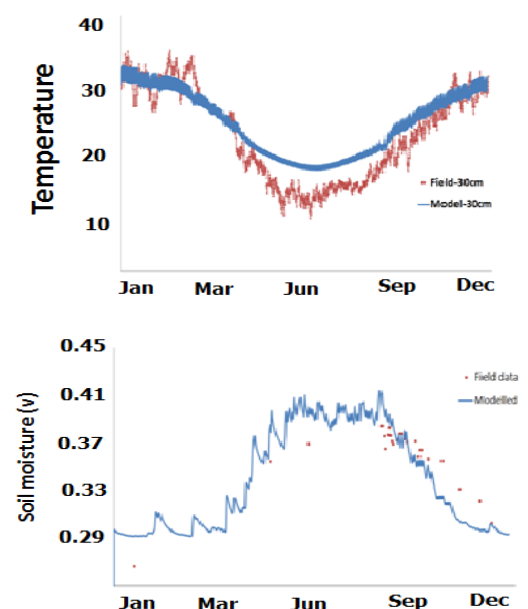 40
30
20
10
Temperature
Field-30cm
Modell-30cm
Jan Mar Jun Sep Dec
0.45
0.41
0.37
0.33
0.29
Soil moisture (v)
Field data
Modelled
Jan Mar Jun Sep Dec